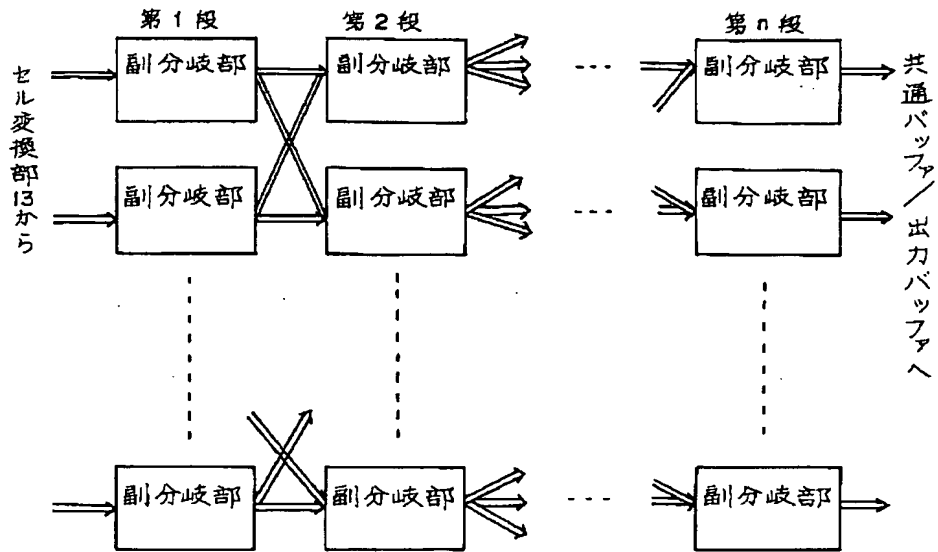 第1段
第2段
第n段
セル変換部13から
副分岐部
副分岐部
副分岐部
共通バッファ/出力バッファへ
副分岐部
副分岐部
副分岐部
副分岐部
副分岐部
副分岐部